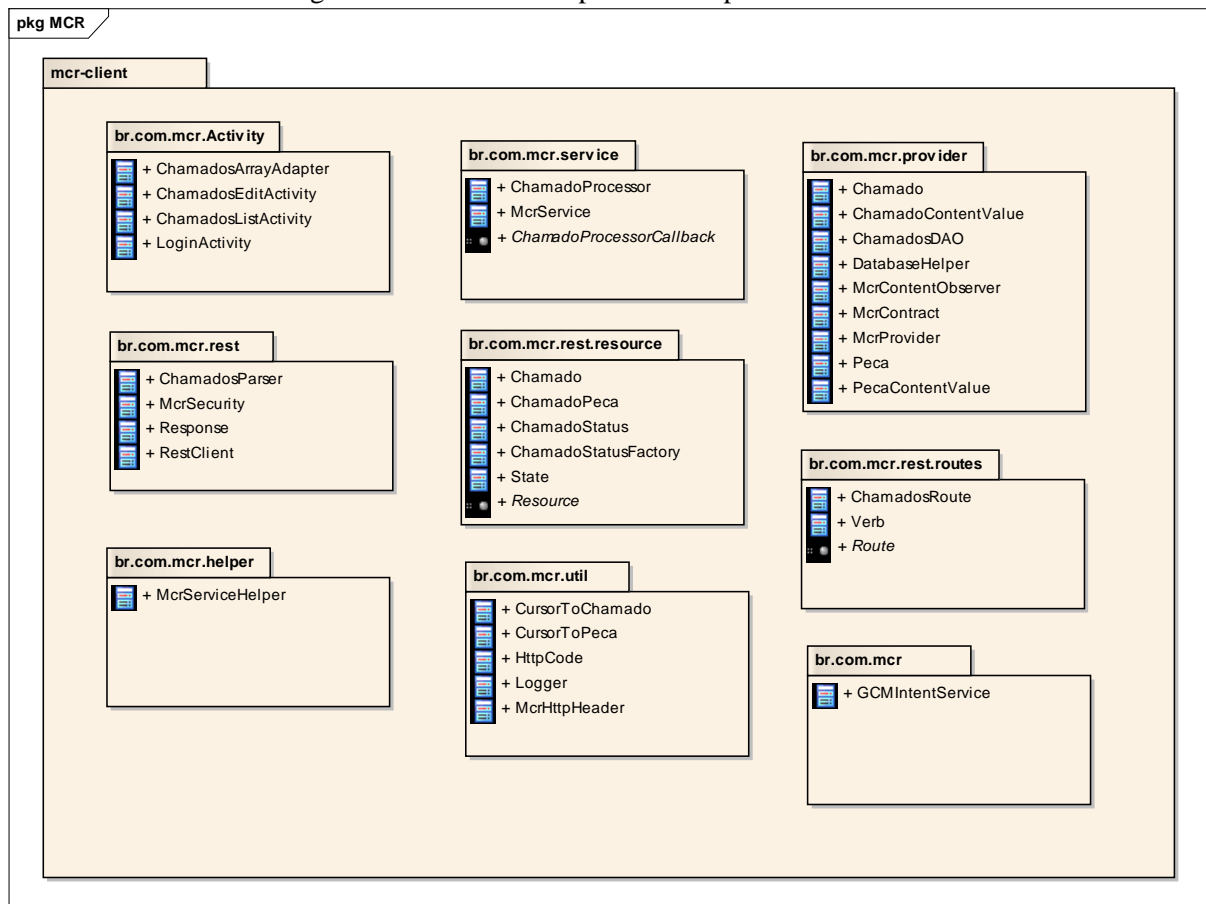 pkg MCR
mcr-client
br.com.mcr.Activity
+ ChamadosArrayAdapter
+ ChamadosEditActivity
+ ChamadosListActivity
+ LoginActivity
br.com.mcr.service
+ ChamadoProcessor
+ McrService
+ ChamadoProcessorCallback
br.com.mcr.provider
+ Chamado
+ ChamadoContentValue
+ ChamadosDAO
+ DatabaseHelper
+ McrContentObserver
+ McrContract
+ McrProvider
+ Peca
+ PecaContentValue
br.com.mcr.rest
+ ChamadosParser
+ McrSecurity
+ Response
+ RestClient
br.com.mcr.rest.resource
+ Chamado
+ ChamadoPeca
+ ChamadoStatus
+ ChamadoStatusFactory
+ State
+ Resource
br.com.mcr.rest.routes
+ ChamadosRoute
+ Verb
+ Route
br.com.mcr.helper
+ McrServiceHelper
br.com.mcr.util
+ CursorToChamado
+ CursorToPeca
+ HttpCode
+ Logger
+ McrHttpHeader
br.com.mcr
+ GCMIntentService